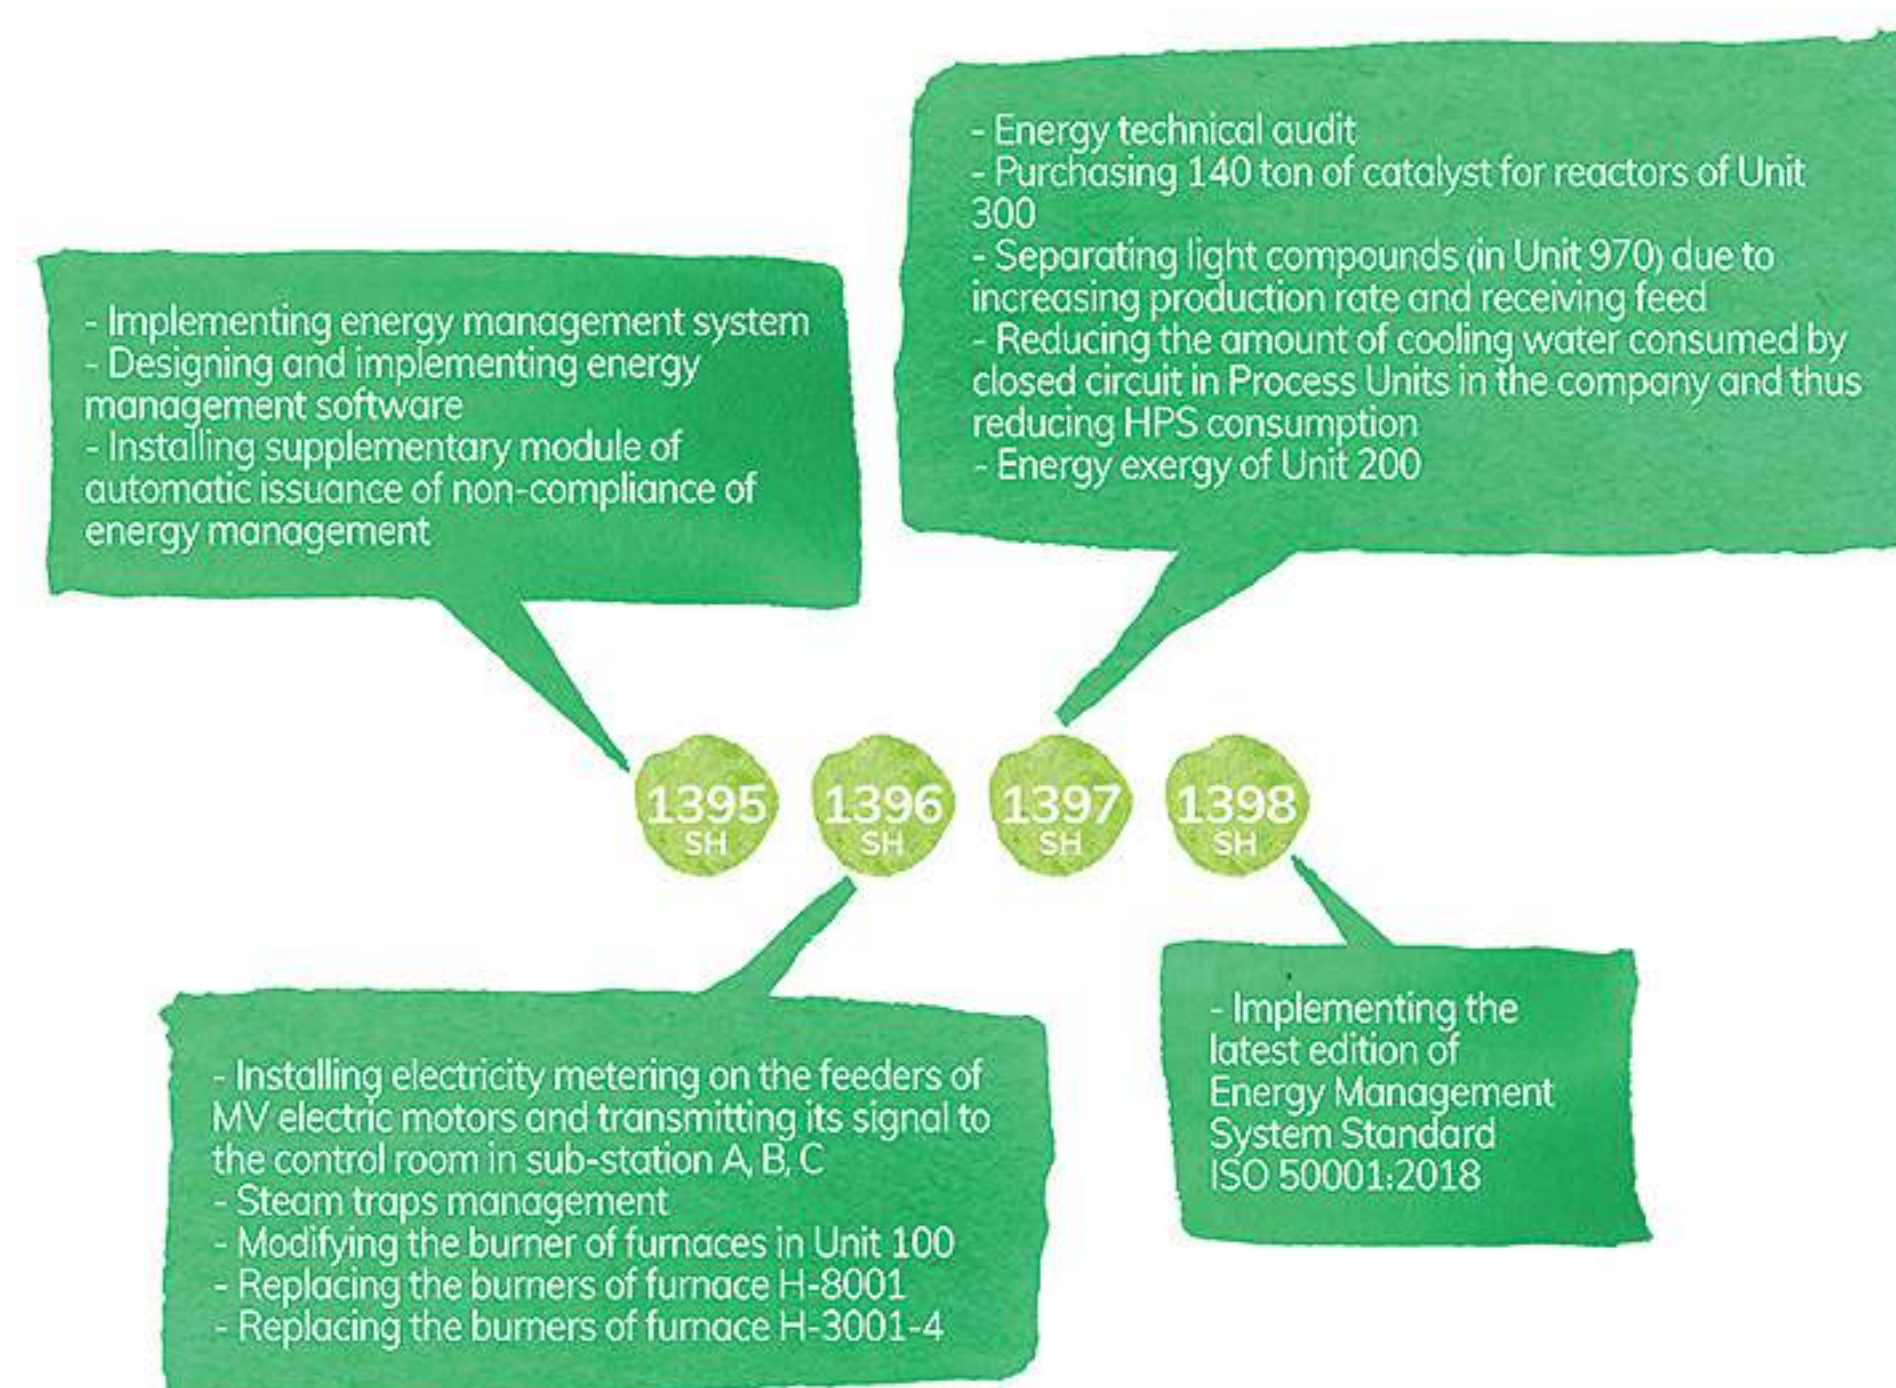 - Implementing energy management system
- Designing and implementing energy
management software
- Installing supplementary module of
automatic issuance of non-compliance of
energy management
- Energy technical audit
- Purchasing 140 ton of catalyst for reactors of Unit
300
- Separating light compounds (in Unit 970) due to
increasing production rate and receiving feed
- Reducing the amount of cooling water consumed by
closed circuit in Process Units in the company and thus
reducing HPS consumption
- Energy exergy of Unit 200
1395
SH
1396
SH
1397
SH
1398
SH
- Installing electricity metering on the feeders of
MV electric motors and transmitting its signal to
the control room in sub-station A, B, C
- Steam traps management
- Modifying the burner of furnaces in Unit 100
- Replacing the burners of furnace H-8001
- Replacing the burners of furnace H-3001-4
- Implementing the
latest edition of
Energy Management
System Standard
ISO 50001:2018